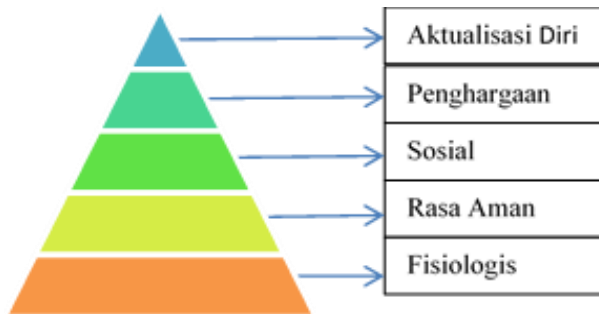 Aktualisasi Diri
Penghargaan
Sosial
Rasa Aman
Fisiologis